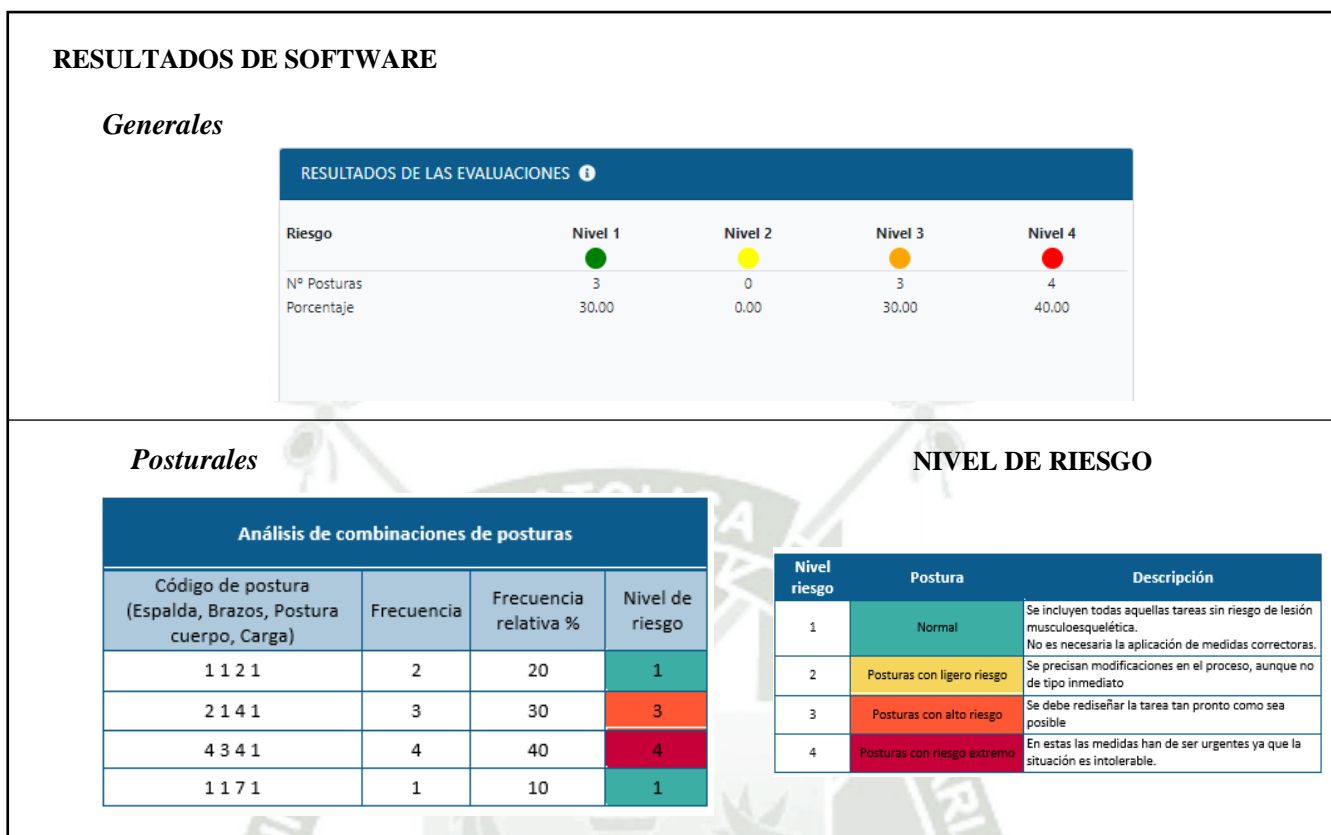 RESULTADOS DE SOFTWARE
Generales
RESULTADOS DE LAS EVALUACIONES
Riesgo Nivel 1 Nivel 2 Nivel 3 Nivel 4
Nº Posturas 3 0 3 4
Porcentaje 30.00 0.00 30.00 40.00
Posturales
Análisis de combinaciones de posturas
Código de postura
(Espalda, Brazos, Postura
cuerpo, Carga)
Frecuencia
Frecuencia
relativa %
Nivel de
riesgo
1 1 2 1 2 20 1
2 1 4 1 3 30 3
4 3 4 1 4 40 4
1 1 7 1 1 10 1
NIVEL DE RIESGO
Nivel
riesgo
Postura
Descripción
1
Normal
Se incluyen todas aquellas tareas sin riesgo de lesión
musculoesquelética.
No es necesaria la aplicación de medidas correctoras.
2
Posturas con ligero riesgo
Se precisan modificaciones en el proceso, aunque no
de tipo inmediato
3
Posturas con alto riesgo
Se debe rediseñar la tarea tan pronto como sea
posible
4
Posturas con riesgo extremo
En estas las medidas han de ser urgentes ya que la
situación es intolerable.